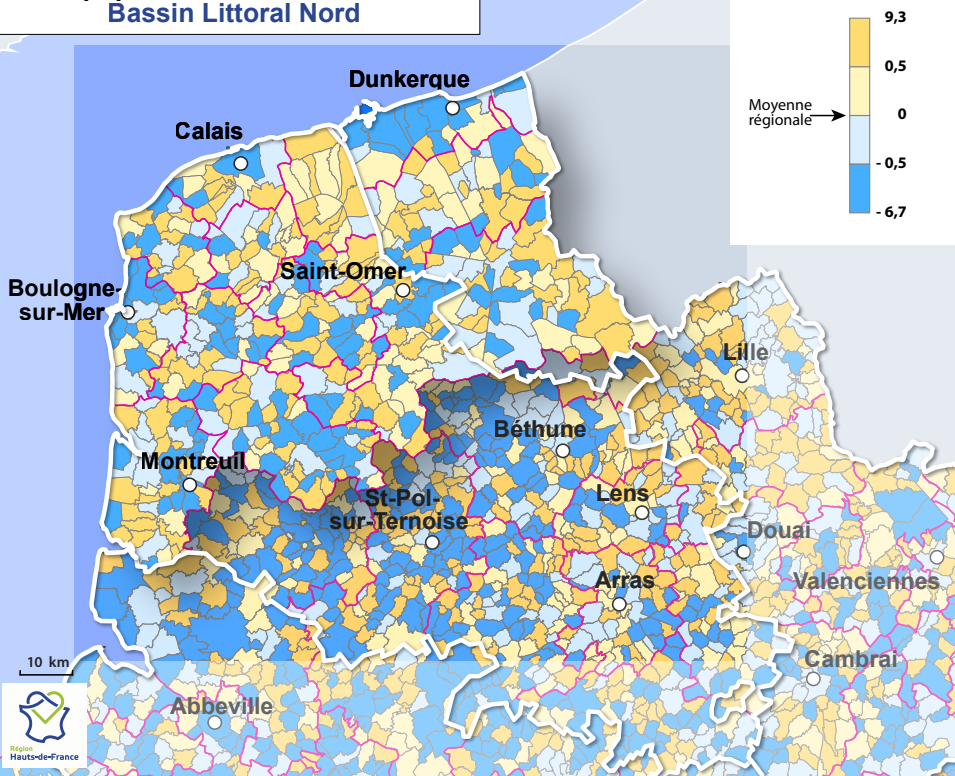 Bassin Littoral Nord
9,3
0,5
Moyenne
régionale
0
- 0,5
- 6,7
Dunkerque
Calais
Saint-Omer
Boulogne-
sur-Mer
Lille
Béthune
Montreuil
Lens
St-Pol-
sur-Ternoise
Douai
Arras
Valenciennes
Cambrai
10 km
Abbeville
Région
Hauts-de-France